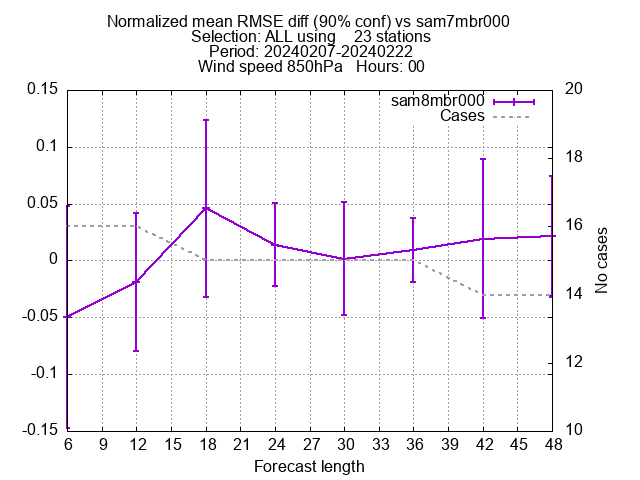 Normalized mean RMSE diff (90% conf) vs sam7mbr000
Selection: ALL using    23 stations
Period: 20240207-20240222
Wind speed 850hPa   Hours: 00
sam8mbr000
Cases
0.15
0.1
0.05
0
-0.05
-0.1
-0.15
20
18
16
14
12
10
No cases
6 9 12 15 18 21 24 27 30 33 36 39 42 45 48
Forecast length